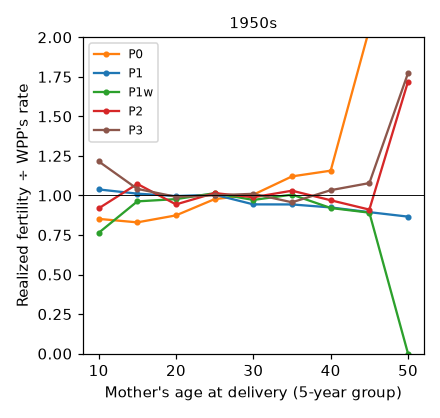 1950s
2.00
1.75
1.50
1.25
1.00
0.75
0.50
0.25
0.00
Realized fertility ÷ WPP's rate
P0
P1
P1w
P2
P3
10 20 30 40 50
Mother's age at delivery (5-year group)